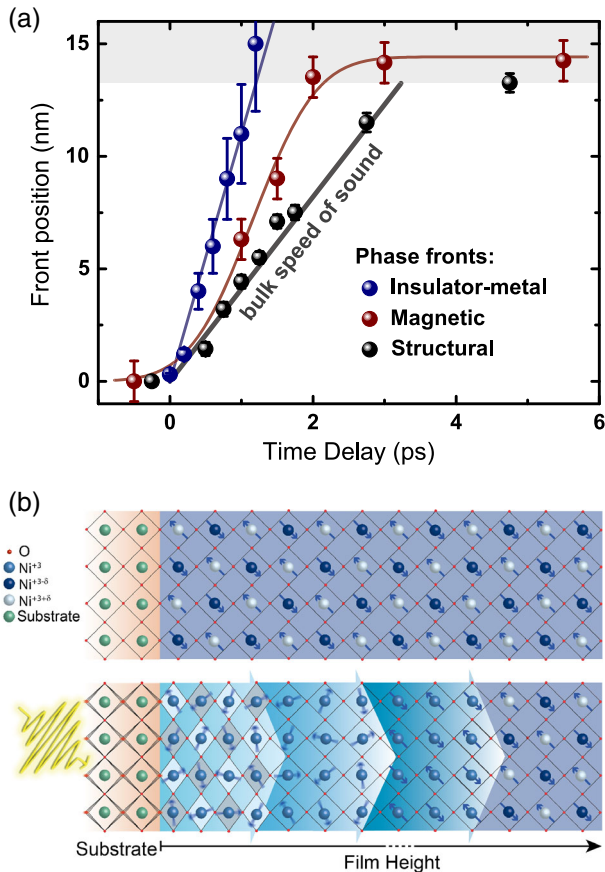 (a)
15
10
5
0
Front position (nm)
bulk speed of sound
Phase fronts:
Insulator-metal
Magnetic
Structural
0 2 4 6
Time Delay (ps)
(b)
O
Ni+3
Ni+3-δ
Ni+3+δ
Substrate
Substrate
Film Height